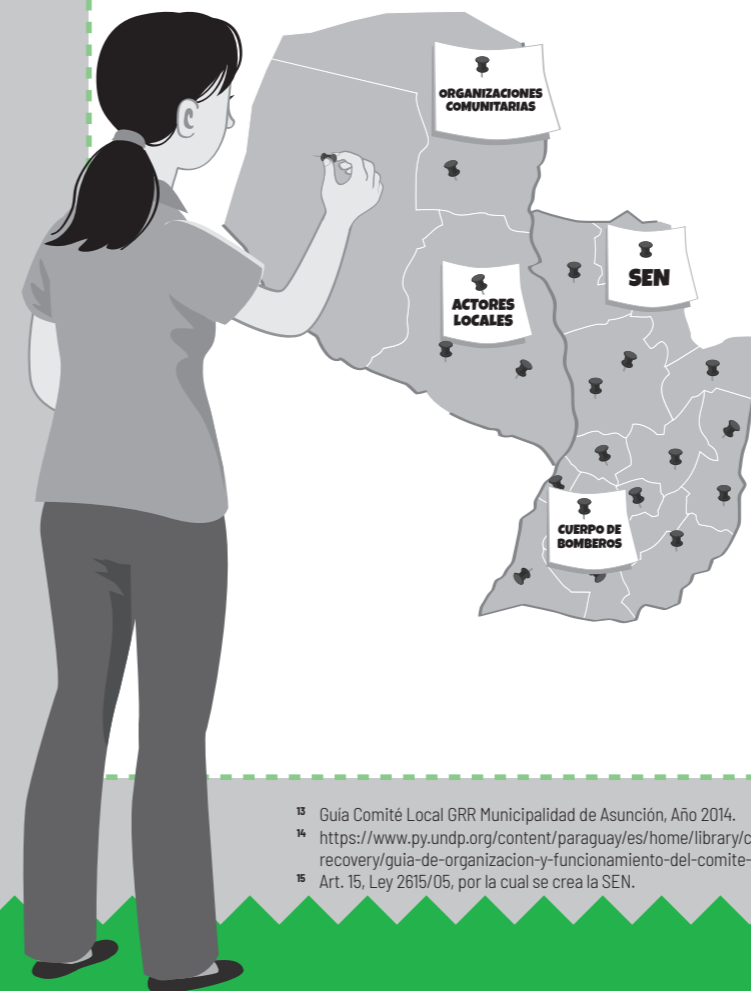 ORGANIZACIONES
COMUNITARIAS
SEN
ACTORES
LOCALES
CUERPO DE
BOMBEROS
13 Guía Comité Local GRR Municipalidad de Asunción, Año 2014.
14 https://www.py.undp.org/content/paraguay/es/home/library/c
recovery/guia-de-organizacion-y-funcionamiento-del-comite-
15 Art. 15, Ley 2615/05, por la cual se crea la SEN.